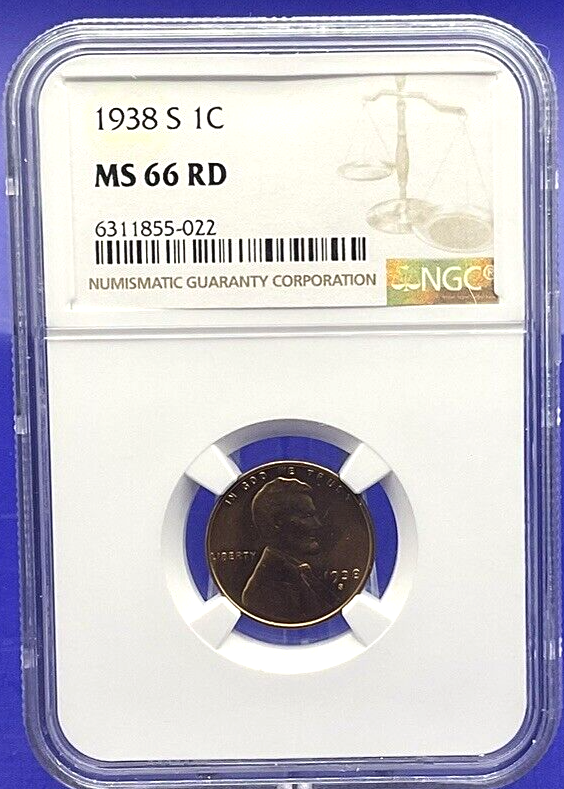 1938 S 1C
MS 66 RD
6311855-022
NUMISMATIC GUARANTY CORPORATION
NGC®
IN GOD WE TRUST
LIBERTY
1938
S